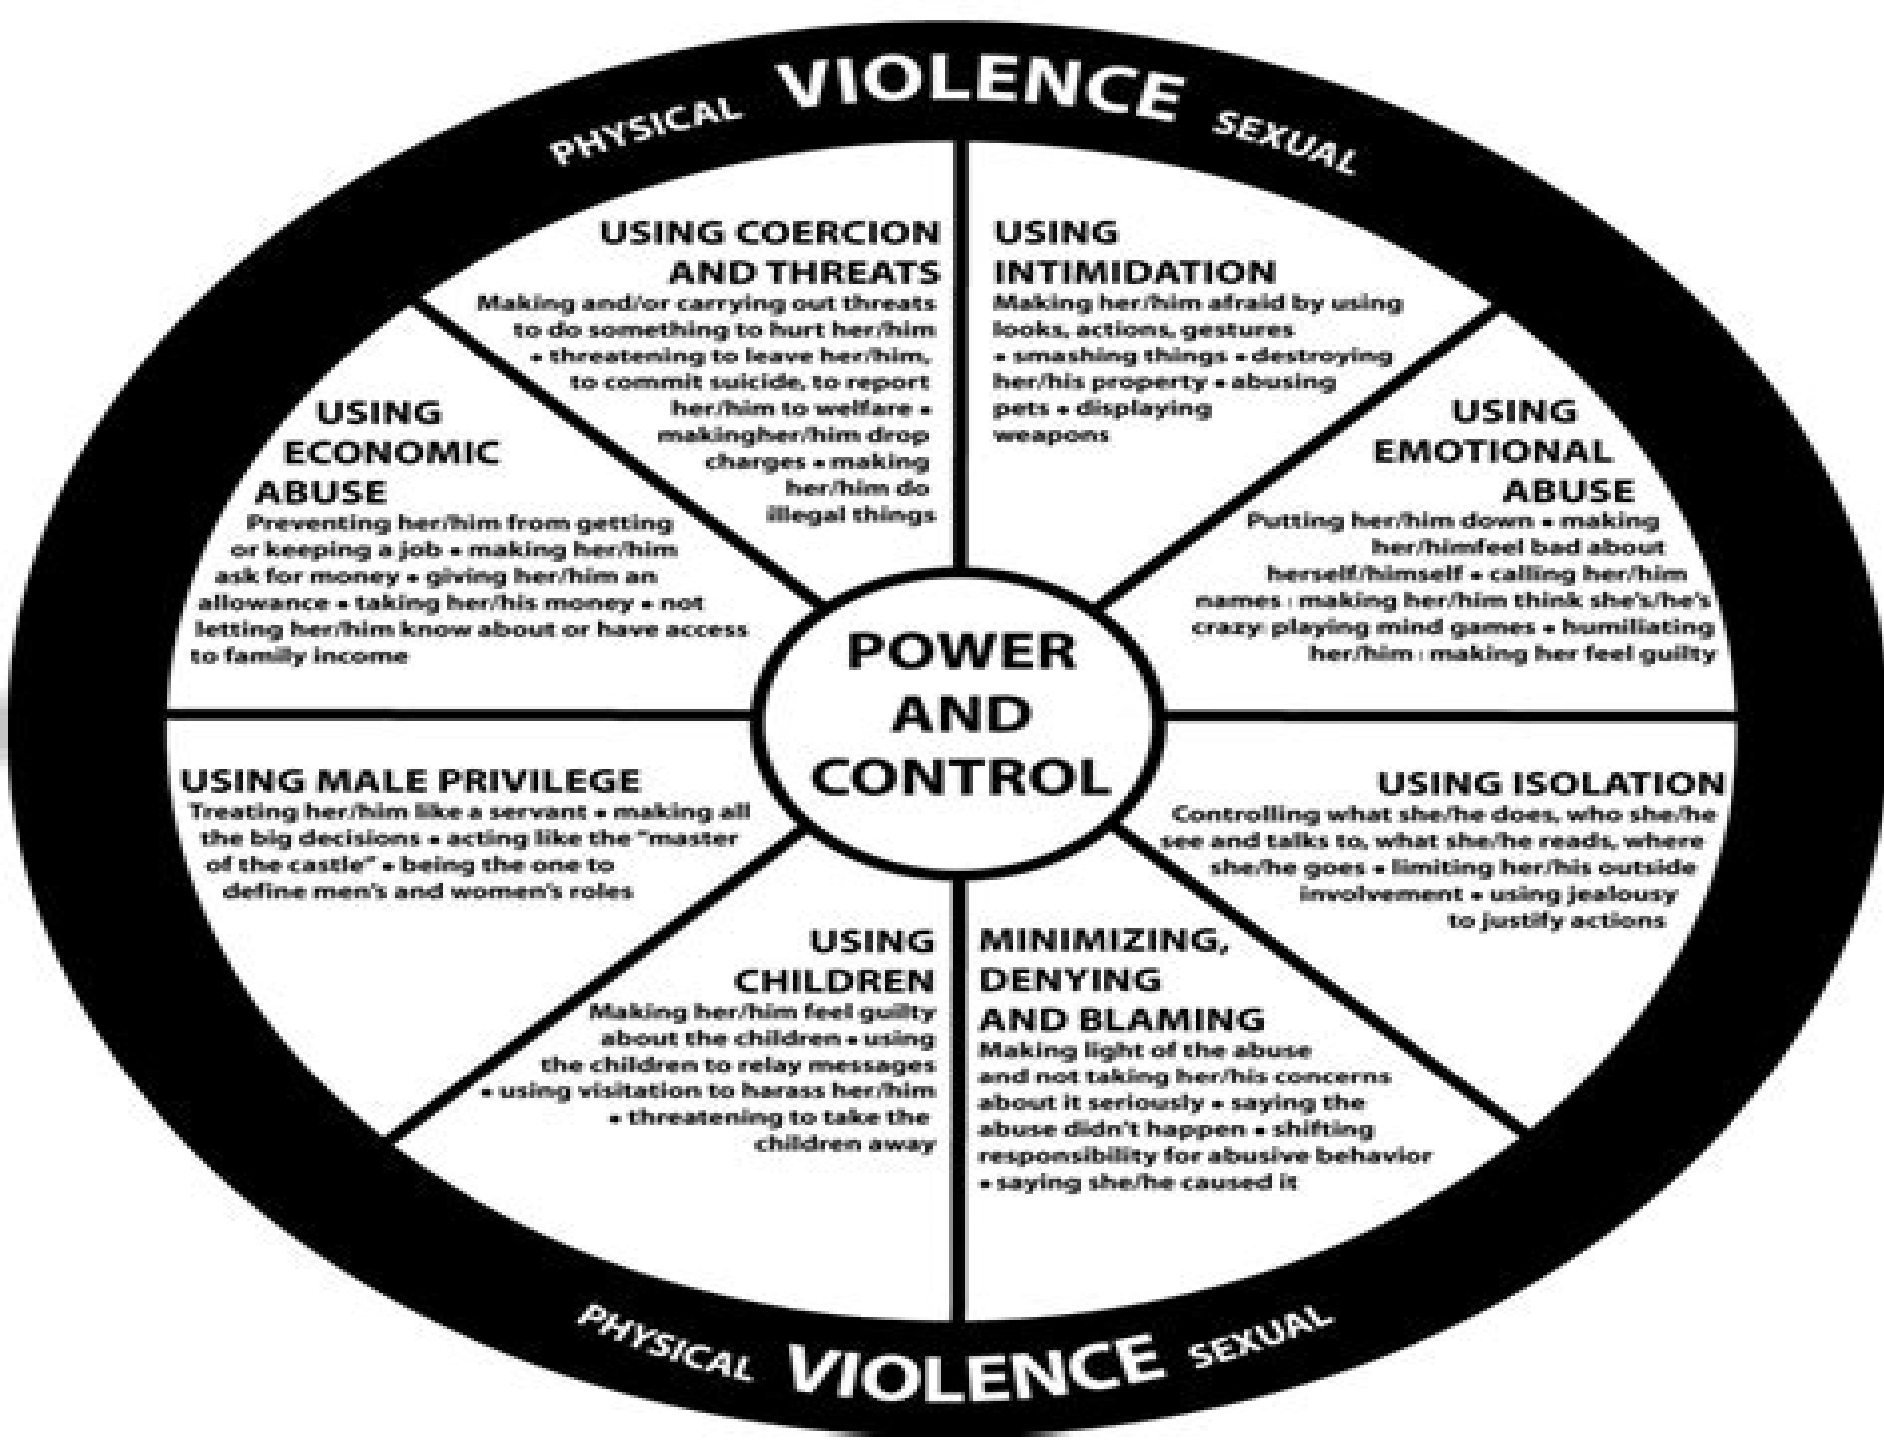 PHYSICAL VIOLENCE SEXUAL
USING COERCION
AND THREATS
Making and/or carrying out threats
to do something to hurt her/him
• threatening to leave her/him,
to commit suicide, to report
her/him to welfare •
makingher/him drop
charges • making
her/him do
illegal things
USING
INTIMIDATION
Making her/him afraid by using
looks, actions, gestures
• smashing things • destroying
her/his property • abusing
pets • displaying
weapons
USING
EMOTIONAL
ABUSE
Putting her/him down • making
her/himfeel bad about
herself/himself • calling her/him
names : making her/him think she's/he's
crazy: playing mind games • humiliating
her/him : making her feel guilty
USING ISOLATION
Controlling what she/he does, who she/he
see and talks to, what she/he reads, where
she/he goes • limiting her/his outside
involvement • using jealousy
to justify actions
MINIMIZING,
DENYING
AND BLAMING
Making light of the abuse
and not taking her/his concerns
about it seriously • saying the
abuse didn't happen • shifting
responsibility for abusive behavior
• saying she/he caused it
USING
CHILDREN
Making her/him feel guilty
about the children • using
the children to relay messages
• using visitation to harass her/him
• threatening to take the
children away
USING MALE PRIVILEGE
Treating her/him like a servant • making all
the big decisions • acting like the "master
of the castle" • being the one to
define men's and women's roles
USING
ECONOMIC
ABUSE
Preventing her/him from getting
or keeping a job • making her/him
ask for money • giving her/him an
allowance • taking her/his money • not
letting her/him know about or have access
to family income
POWER
AND
CONTROL
PHYSICAL VIOLENCE SEXUAL